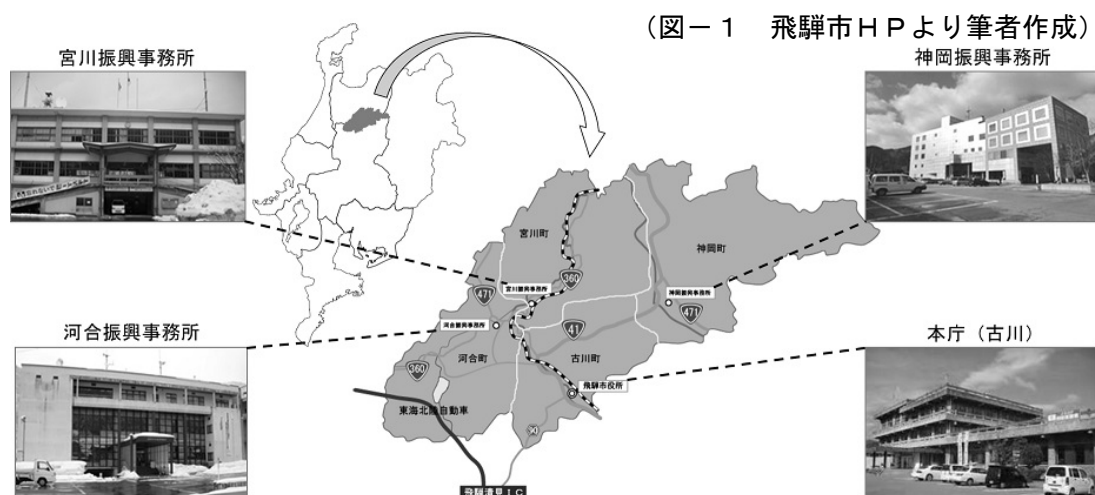 (図－１　飛騨市ＨＰより筆者作成)
宮川振興事務所
神岡振興事務所
宮川町
神岡町
360
471
宮川振興事務所
神岡振興事務所
471
河合振興事務所
河合振興事務所
41
本庁（古川）
河合町
古川町
360
飛騨市役所
東海北陸自動車
90
飛騨清見ＩＣ